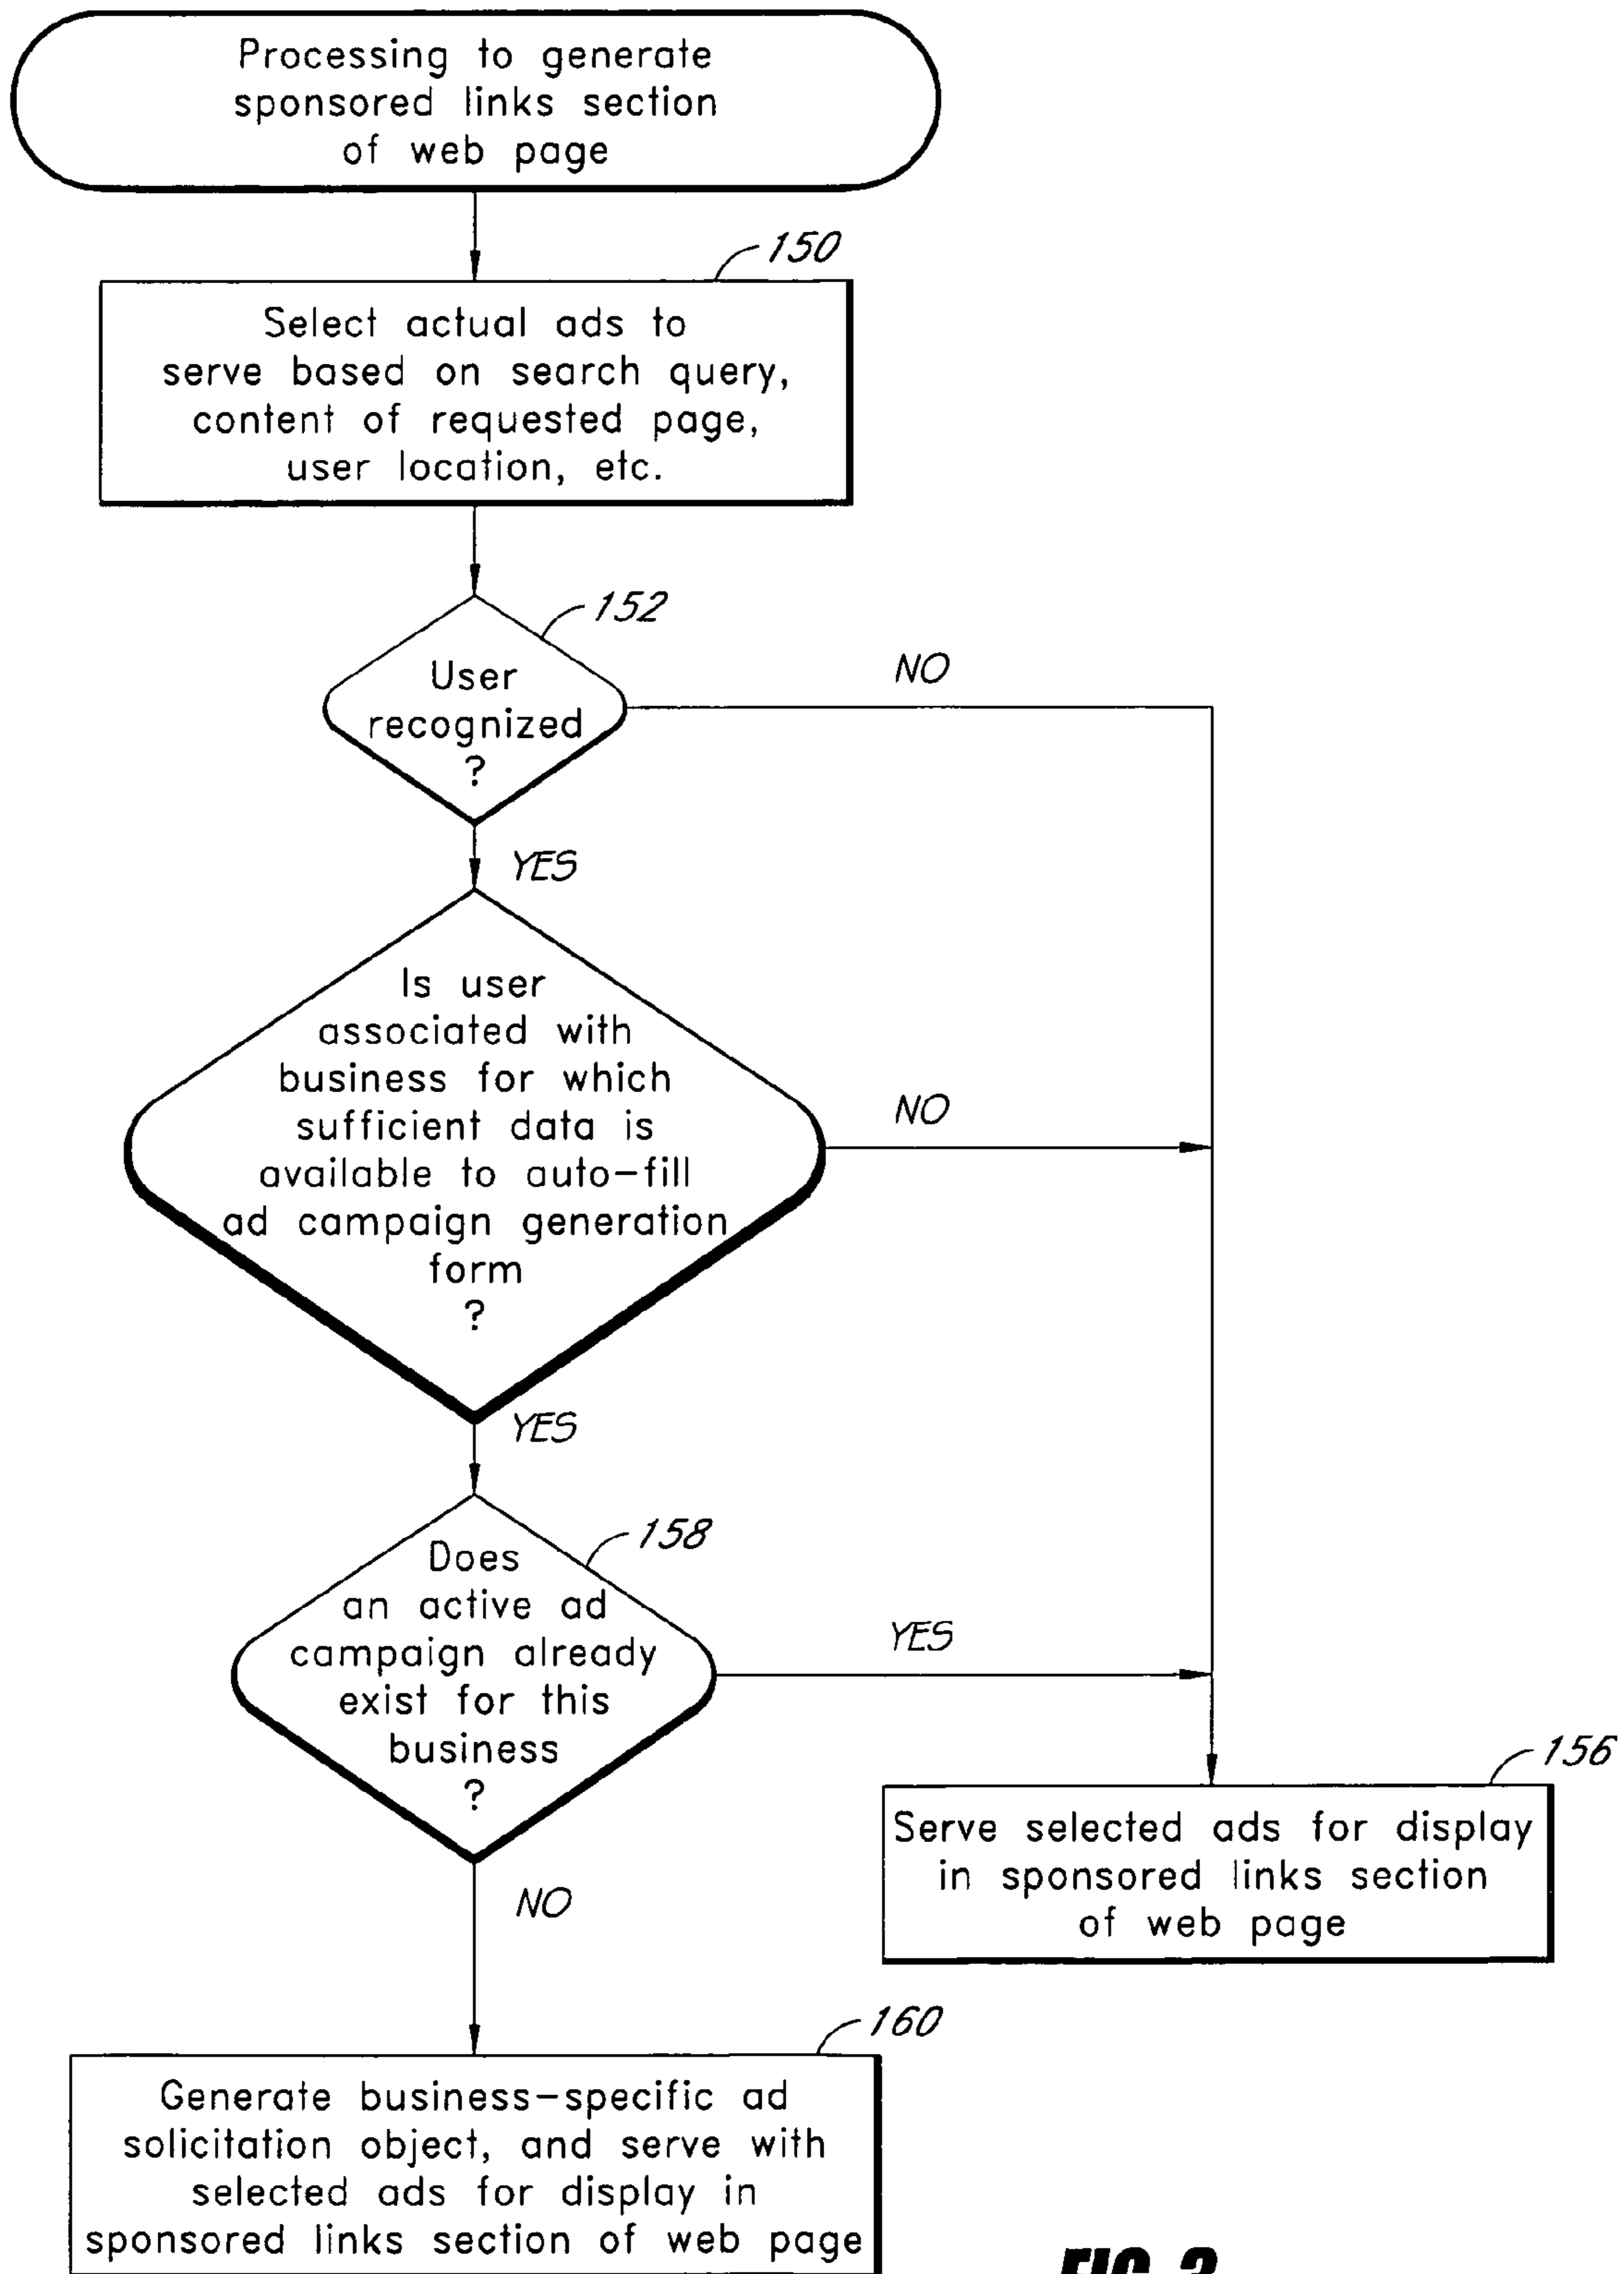 Processing to generate
sponsored links section
of web page
150
Select actual ads to
serve based on search query,
content of requested page,
user location, etc.
152
User
recognized
?
NO
YES
Is user
associated with
business for which
sufficient data is
available to auto-fill
ad campaign generation
form
?
NO
YES
158
Does
an active ad
campaign already
exist for this
business
?
YES
156
Serve selected ads for display
in sponsored links section
of web page
NO
160
Generate business-specific ad
solicitation object, and serve with
selected ads for display in
sponsored links section of web page